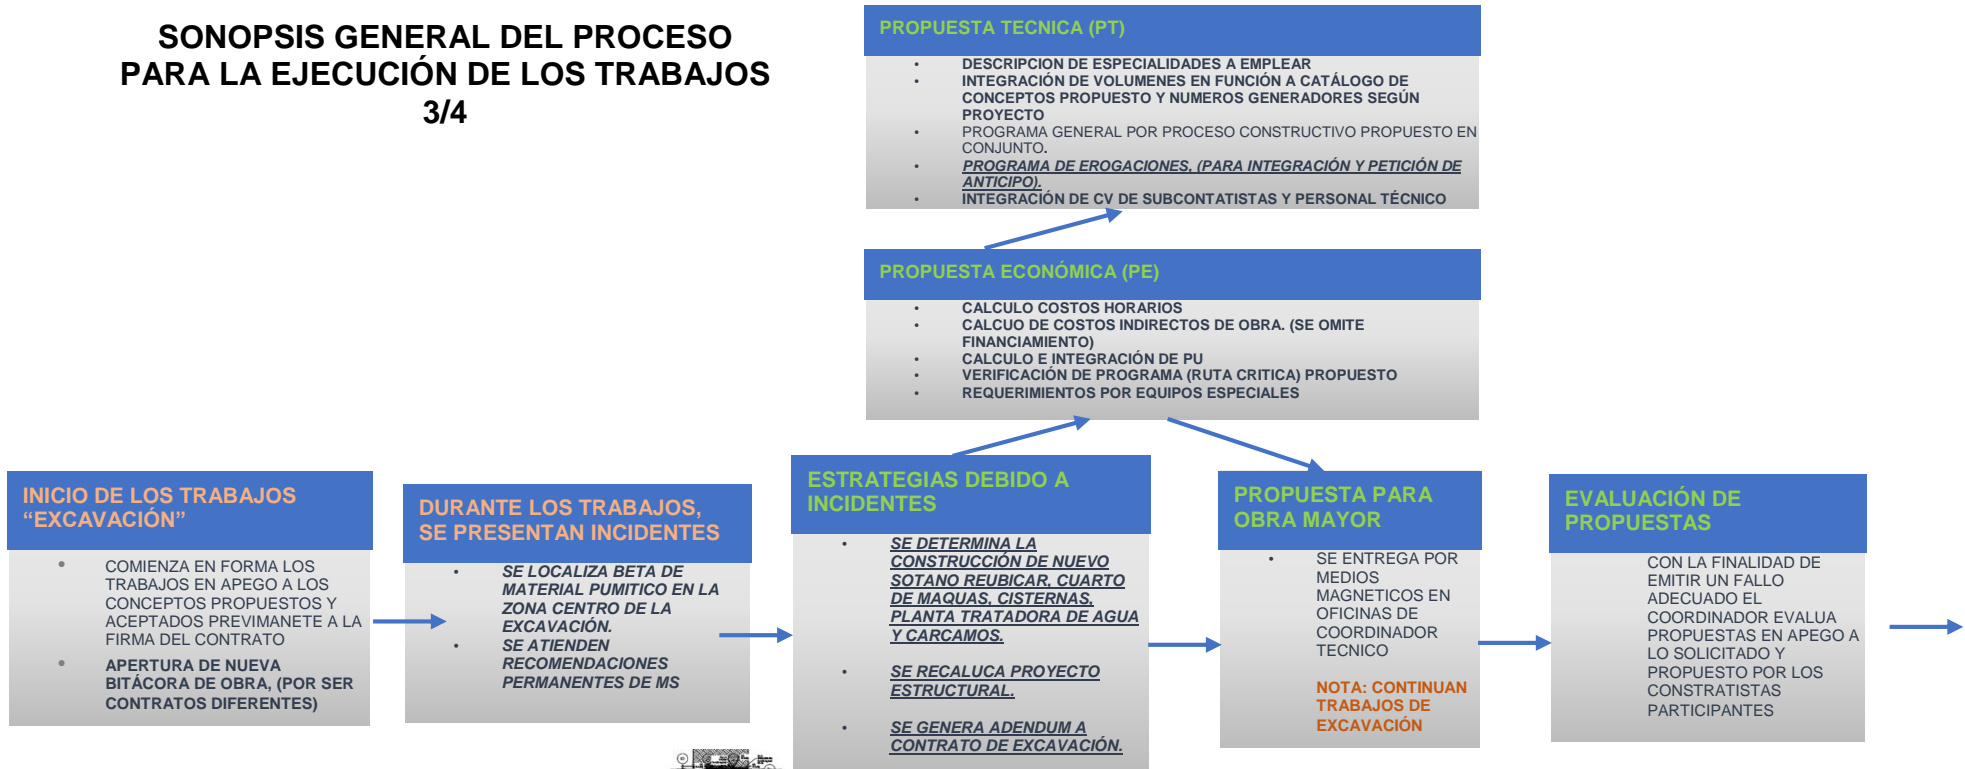 SONOPSIS GENERAL DEL PROCESO
PARA LA EJECUCIÓN DE LOS TRABAJOS
3/4
PROPUESTA TECNICA (PT)
• DESCRIPCION DE ESPECIALIDADES A EMPLEAR
• INTEGRACIÓN DE VOLUMENES EN FUNCIÓN A CATÁLOGO DE
CONCEPTOS PROPUESTO Y NUMEROS GENERADORES SEGÚN
PROYECTO
• PROGRAMA GENERAL POR PROCESO CONSTRUCTIVO PROPUESTO EN
CONJUNTO.
• PROGRAMA DE EROGACIONES, (PARA INTEGRACIÓN Y PETICIÓN DE
ANTICIPO).
• INTEGRACIÓN DE CV DE SUBCONTATISTAS Y PERSONAL TÉCNICO
PROPUESTA ECONÓMICA (PE)
• CALCULO COSTOS HORARIOS
• CALCUO DE COSTOS INDIRECTOS DE OBRA. (SE OMITE
FINANCIAMIENTO)
• CALCULO E INTEGRACIÓN DE PU
• VERIFICACIÓN DE PROGRAMA (RUTA CRITICA) PROPUESTO
• REQUERIMIENTOS POR EQUIPOS ESPECIALES
INICIO DE LOS TRABAJOS
“EXCAVACIÓN”
• COMIENZA EN FORMA LOS
TRABAJOS EN APEGO A LOS
CONCEPTOS PROPUESTOS Y
ACEPTADOS PREVIMANETE A LA
FIRMA DEL CONTRATO
• APERTURA DE NUEVA
BITÁCORA DE OBRA, (POR SER
CONTRATOS DIFERENTES)
DURANTE LOS TRABAJOS,
SE PRESENTAN INCIDENTES
• SE LOCALIZA BETA DE
MATERIAL PUMITICO EN LA
ZONA CENTRO DE LA
EXCAVACIÓN.
• SE ATIENDEN
RECOMENDACIONES
PERMANENTES DE MS
ESTRATEGIAS DEBIDO A
INCIDENTES
• SE DETERMINA LA
CONSTRUCCIÓN DE NUEVO
SOTANO REUBICAR, CUARTO
DE MAQUAS, CISTERNAS,
PLANTA TRATADORA DE AGUA
Y CARCAMOS.
• SE RECALUCA PROYECTO
ESTRUCTURAL.
• SE GENERA ADENDUM A
CONTRATO DE EXCAVACIÓN.
PROPUESTA PARA
OBRA MAYOR
• SE ENTREGA POR
MEDIOS
MAGNETICOS EN
OFICINAS DE
COORDINADOR
TECNICO
NOTA: CONTINUAN
TRABAJOS DE
EXCAVACIÓN
EVALUACIÓN DE
PROPUESTAS
CON LA FINALIDAD DE
EMITIR UN FALLO
ADECUADO EL
COORDINADOR EVALUA
PROPUESTAS EN APEGO A
LO SOLICITADO Y
PROPUESTO POR LOS
CONSTRATISTAS
PARTICIPANTES